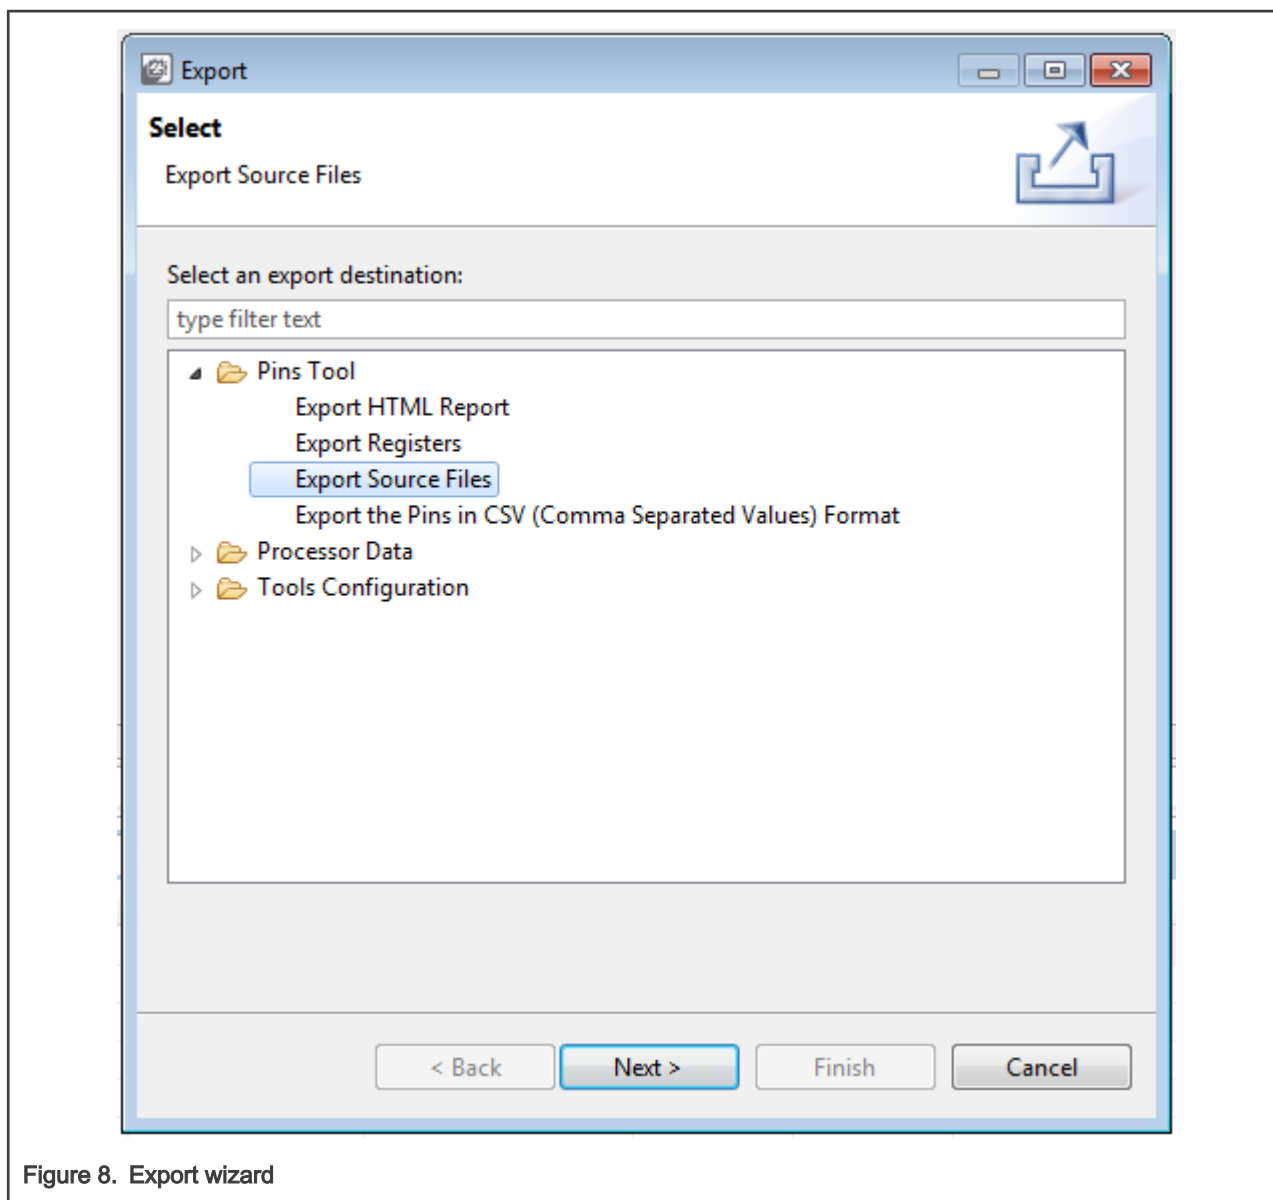 Export
Select
Export Source Files
Select an export destination:
type filter text
Pins Tool
Export HTML Report
Export Registers
Export Source Files
Export the Pins in CSV (Comma Separated Values) Format
Processor Data
Tools Configuration
< Back
Next >
Finish
Cancel
Figure 8. Export wizard